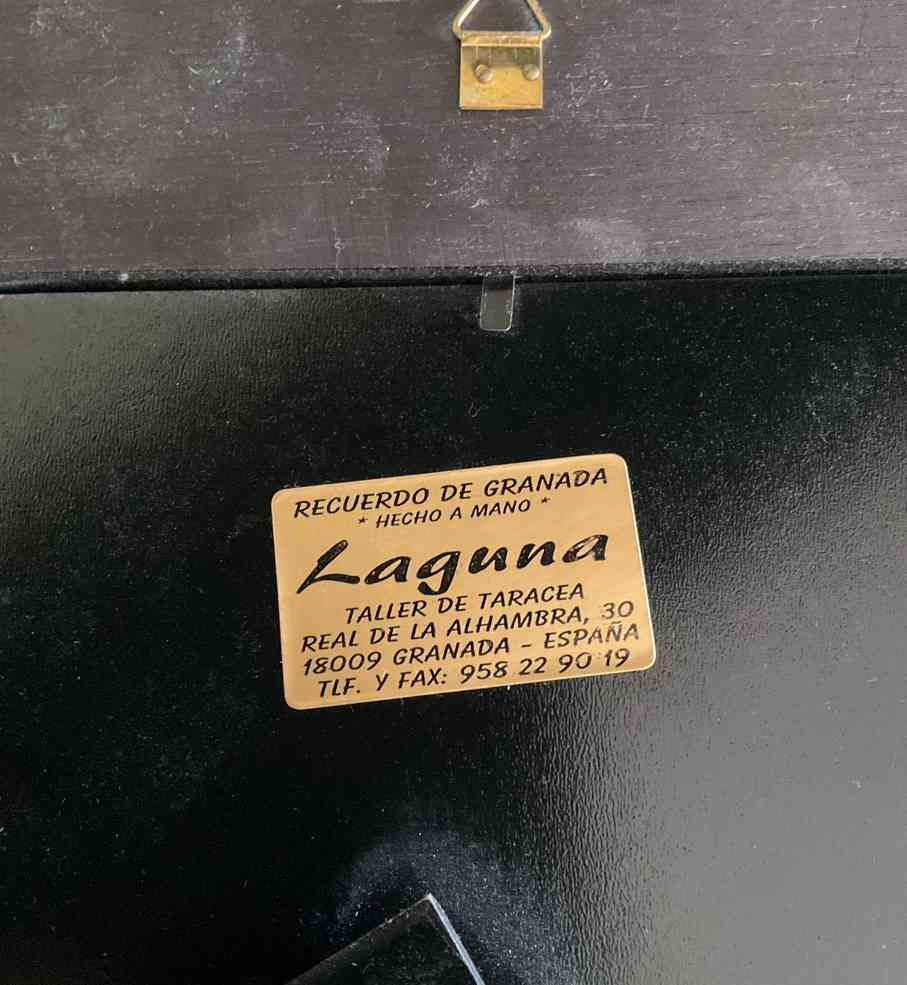 RECUERDO DE GRANADA
* HECHO A MANO *
Laguna
TALLER DE TARACEA
REAL DE LA ALHAMBRA, 30
18009 GRANADA - ESPAÑA
TLF. Y FAX: 958 22 90 19